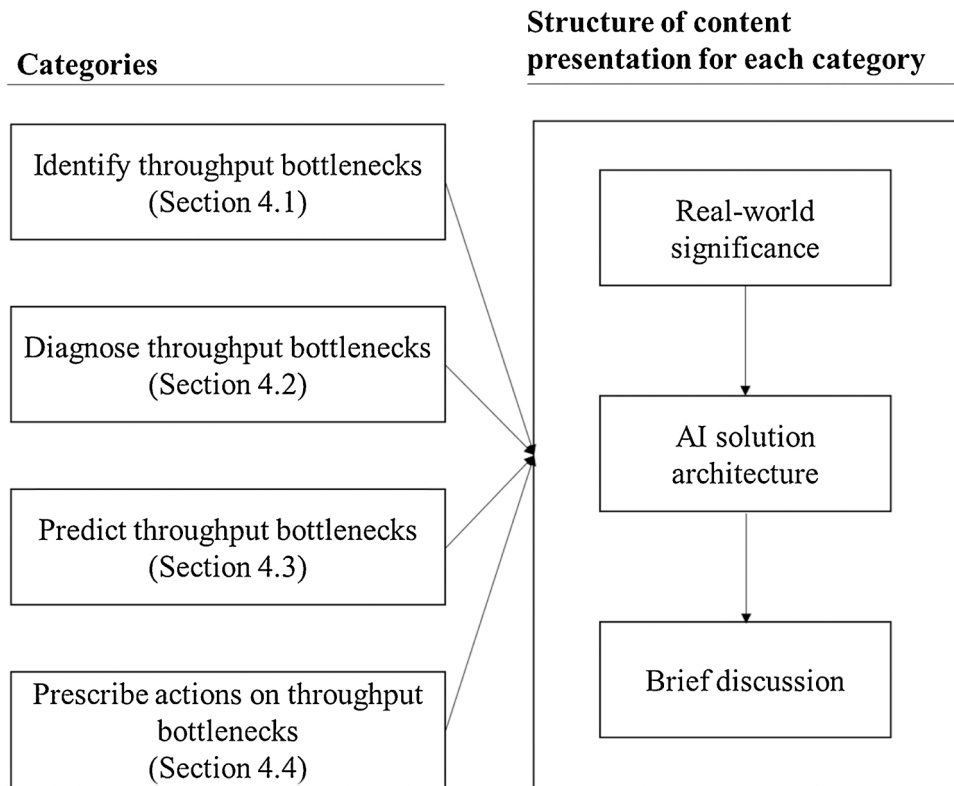 Categories
Identify throughput bottlenecks
(Section 4.1)
Diagnose throughput bottlenecks
(Section 4.2)
Predict throughput bottlenecks
(Section 4.3)
Prescribe actions on throughput
bottlenecks
(Section 4.4)
Structure of content
presentation for each category
Real-world
significance
AI solution
architecture
Brief discussion